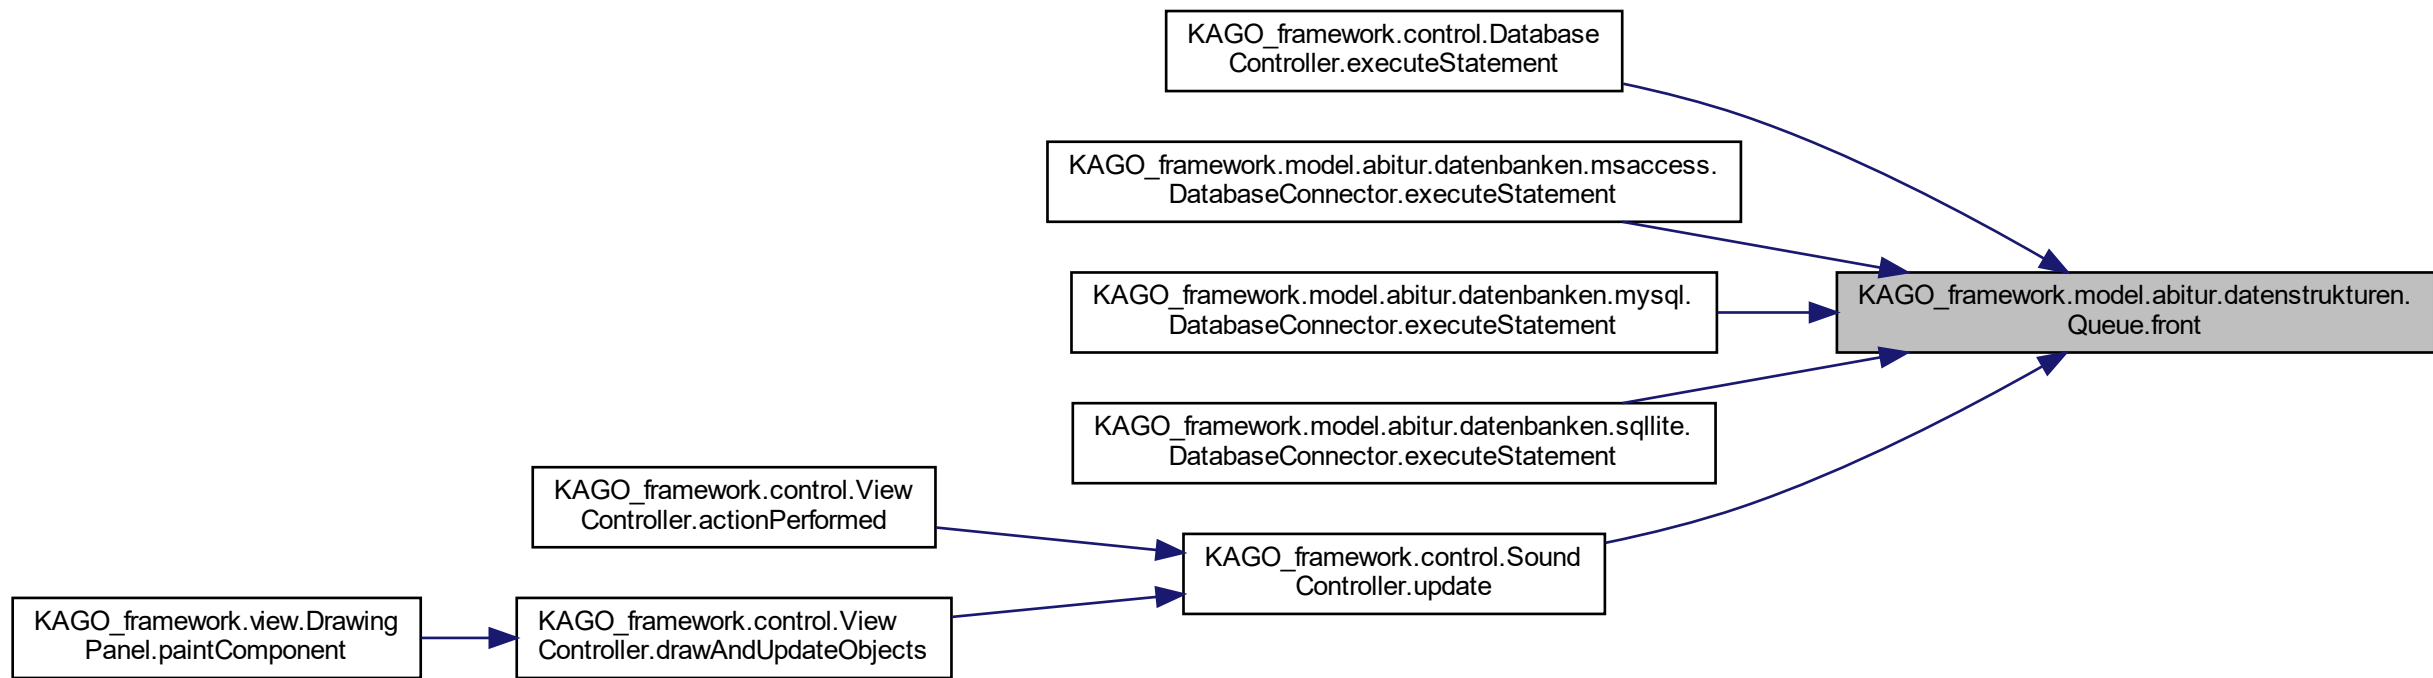 KAGO_framework.control.Database
Controller.executeStatement
KAGO_framework.model.abitur.datenbanken.msaccess.
DatabaseConnector.executeStatement
KAGO_framework.model.abitur.datenbanken.mysql.
DatabaseConnector.executeStatement
KAGO_framework.model.abitur.datenstrukturen.
Queue.front
KAGO_framework.model.abitur.datenbanken.sqllite.
DatabaseConnector.executeStatement
KAGO_framework.control.View
Controller.actionPerformed
KAGO_framework.control.Sound
Controller.update
KAGO_framework.view.Drawing
Panel.paintComponent
KAGO_framework.control.View
Controller.drawAndUpdateObjects